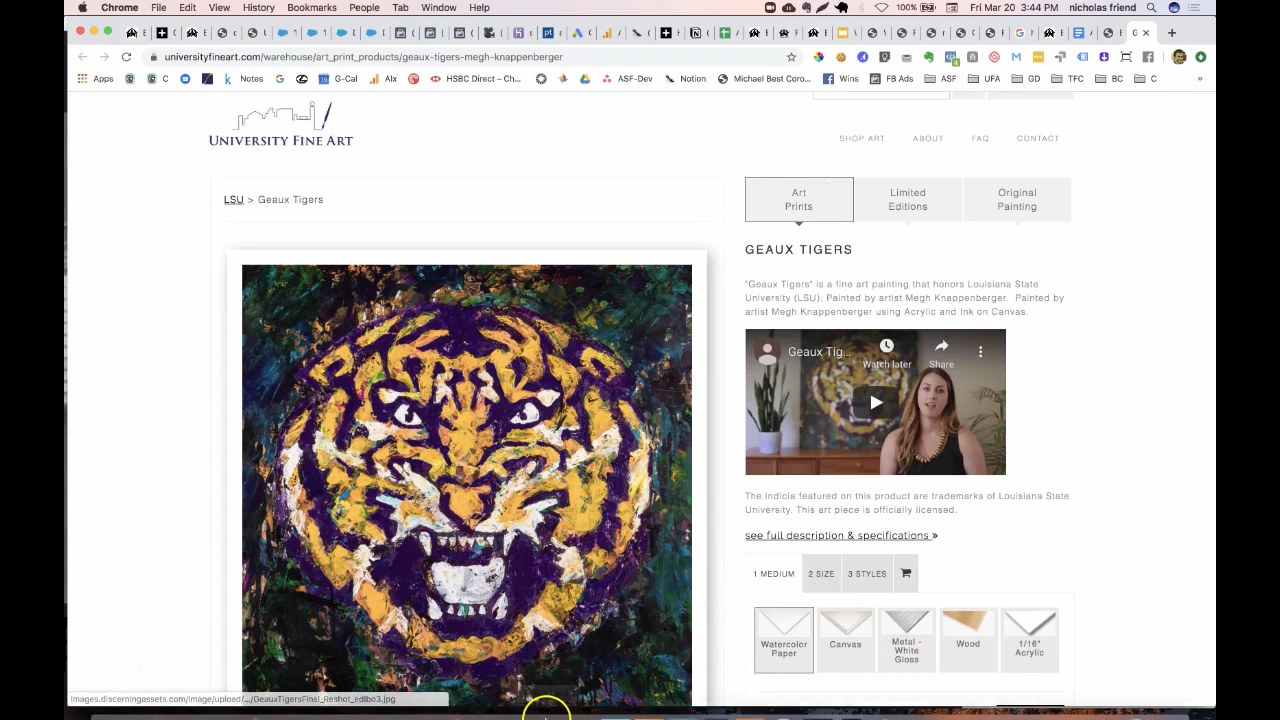 Chrome File Edit View History Bookmarks People Tab Window Help 100% Fri Mar 20 3:44 PM nicholas friend
universityfineart.com/warehouse/art_print_products/geaux-tigers-megh-knappenberger
Apps G C Notes G-Cal Alx HSBC Direct – Ch... ASF-Dev Notion Michael Best Coro... Wins FB Ads ASF UFA GD TFC BC C »
UNIVERSITY FINE ART
SHOP ART ABOUT FAQ CONTACT
LSU > Geaux Tigers
Art Prints
Limited Editions
Original Painting
GEAUX TIGERS
"Geaux Tigers" is a fine art painting that honors Louisiana State
University (LSU). Painted by artist Megh Knappenberger. Painted by
artist Megh Knappenberger using Acrylic and Ink on Canvas.
Geaux Tig...
Watch later Share
The indicia featured on this product are trademarks of Louisiana State
University. This art piece is officially licensed.
see full description & specifications »
1 MEDIUM 2 SIZE 3 STYLES
Watercolor Paper
Canvas
Metal - White Gloss
Wood
1/16" Acrylic
images.discerningassets.com/image/upload/.../GeauxTigersFinal_Reshot_edlbo3.jpg